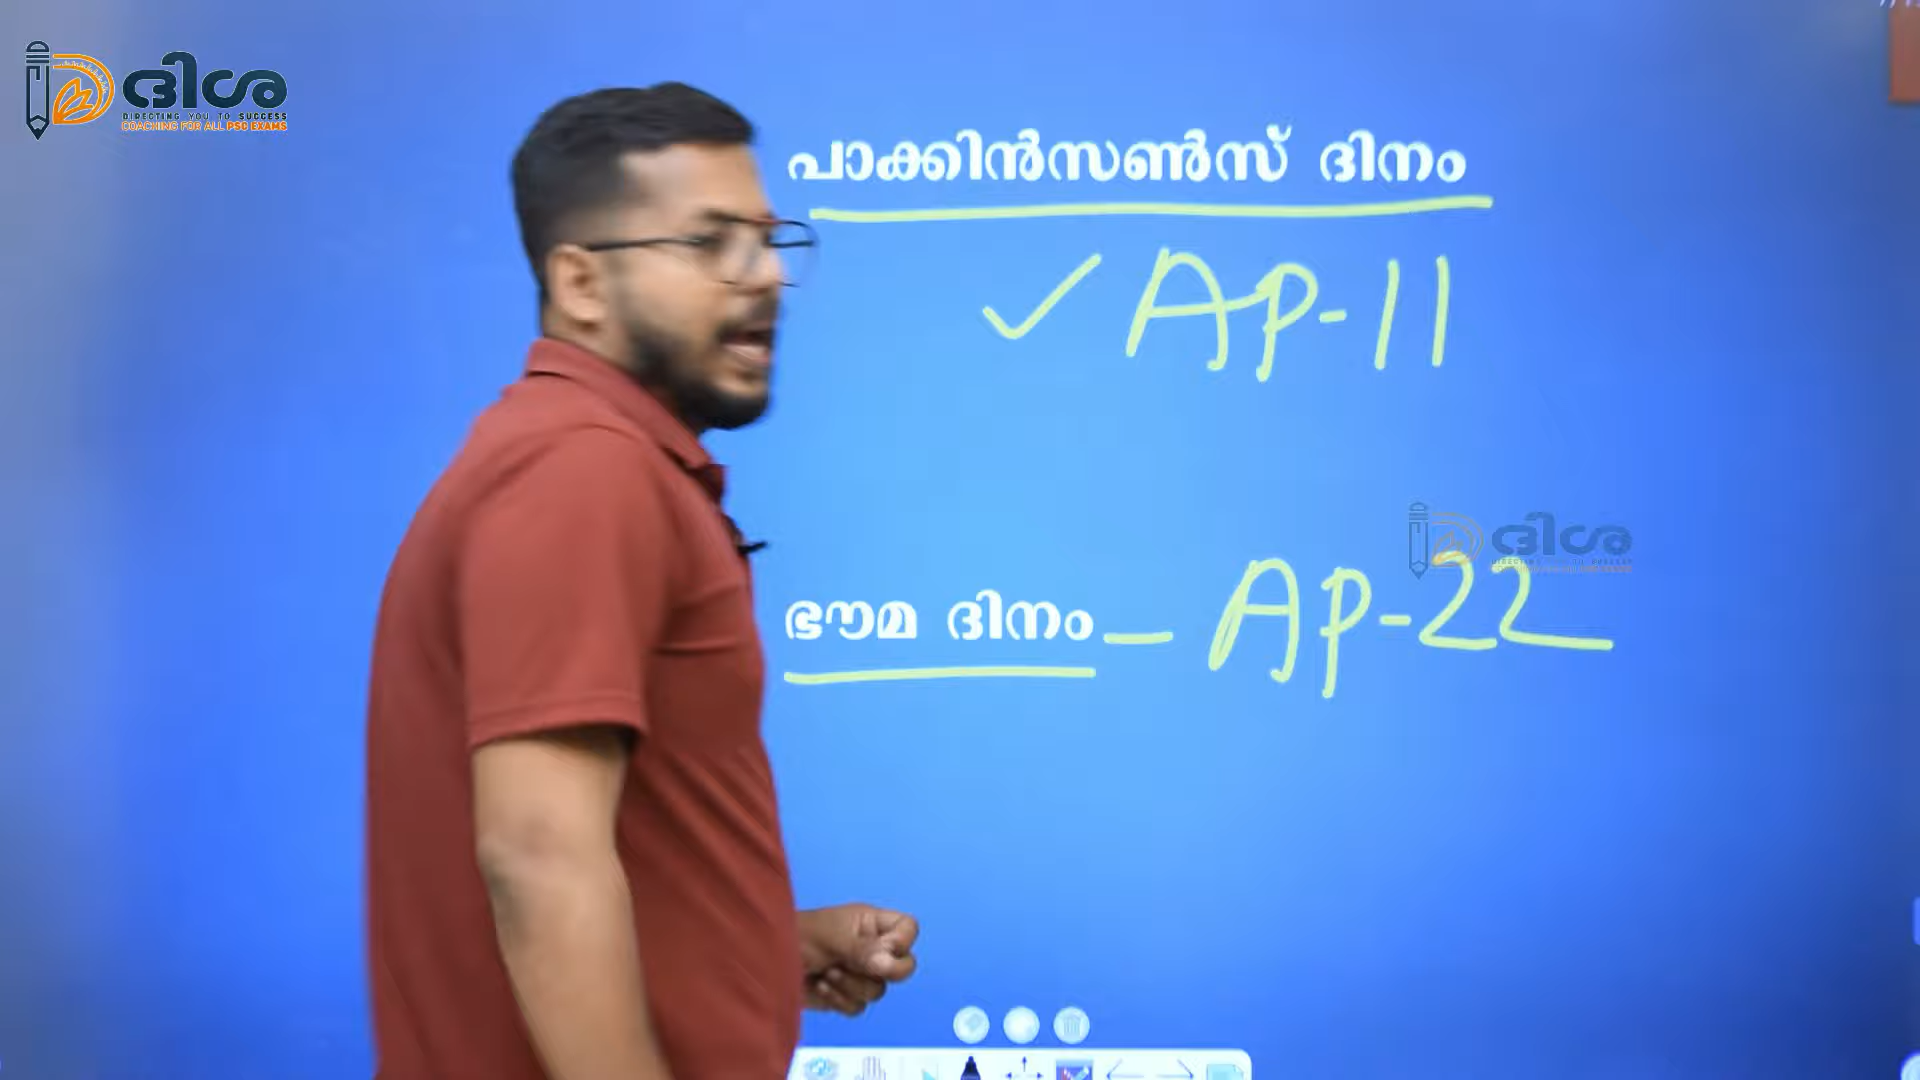 ദിശ
DIRECTING YOU TO SUCCESS
COACHING FOR ALL PSC EXAMS
പാക്കിൻസൺസ് ദിനം
✓ Ap-11
ദിശ
ഭൗമ ദിനം — Ap-22